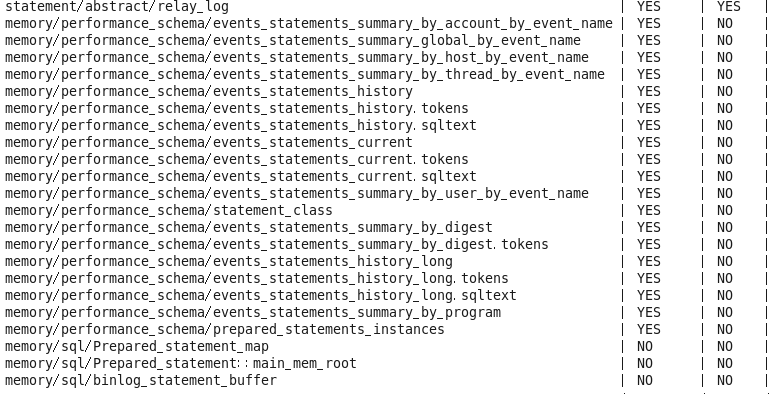 statement/abstract/relay_log | YES | YES |
memory/performance_schema/events_statements_summary_by_account_by_event_name | YES | NO |
memory/performance_schema/events_statements_summary_global_by_event_name | YES | NO |
memory/performance_schema/events_statements_summary_by_host_by_event_name | YES | NO |
memory/performance_schema/events_statements_summary_by_thread_by_event_name | YES | NO |
memory/performance_schema/events_statements_history | YES | NO |
memory/performance_schema/events_statements_history.tokens | YES | NO |
memory/performance_schema/events_statements_history.sqltext | YES | NO |
memory/performance_schema/events_statements_current | YES | NO |
memory/performance_schema/events_statements_current.tokens | YES | NO |
memory/performance_schema/events_statements_current.sqltext | YES | NO |
memory/performance_schema/events_statements_summary_by_user_by_event_name | YES | NO |
memory/performance_schema/statement_class | YES | NO |
memory/performance_schema/events_statements_summary_by_digest | YES | NO |
memory/performance_schema/events_statements_summary_by_digest.tokens | YES | NO |
memory/performance_schema/events_statements_history_long | YES | NO |
memory/performance_schema/events_statements_history_long.tokens | YES | NO |
memory/performance_schema/events_statements_history_long.sqltext | YES | NO |
memory/performance_schema/events_statements_summary_by_program | YES | NO |
memory/performance_schema/prepared_statements_instances | YES | NO |
memory/sql/Prepared_statement_map | NO | NO |
memory/sql/Prepared_statement::main_mem_root | NO | NO |
memory/sql/binlog_statement_buffer | NO | NO |